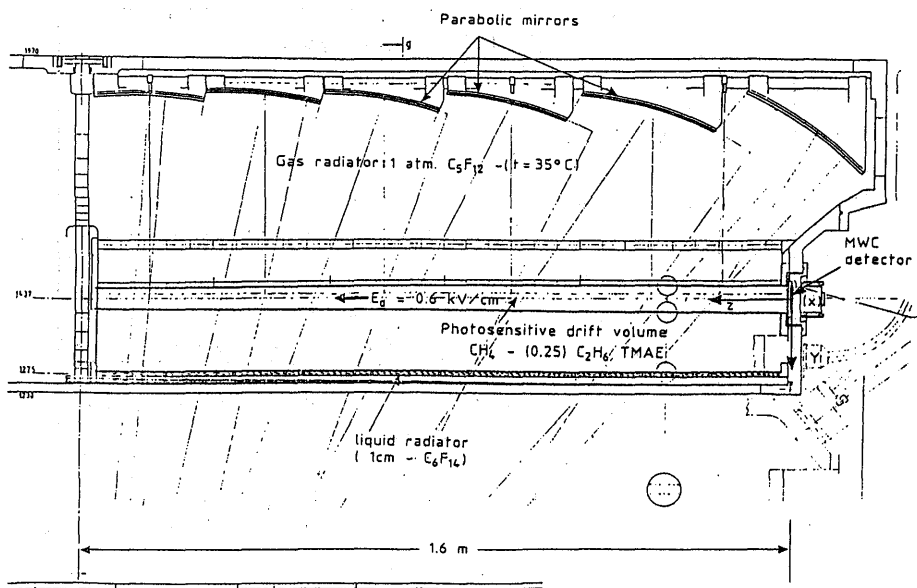 Parabolic mirrors
1970
g
Gas radiator:1 atm. C₅F₁₂ -(t = 35°C)
MWC
detector
1437
E_d = 0.6 kV/cm
z
(x)
Photosensitive drift volume
CH₄ - (0.25) C₂H₆, TMAE
Y
1275
liquid radiator
(1cm - C₆F₁₄)
1.6 m